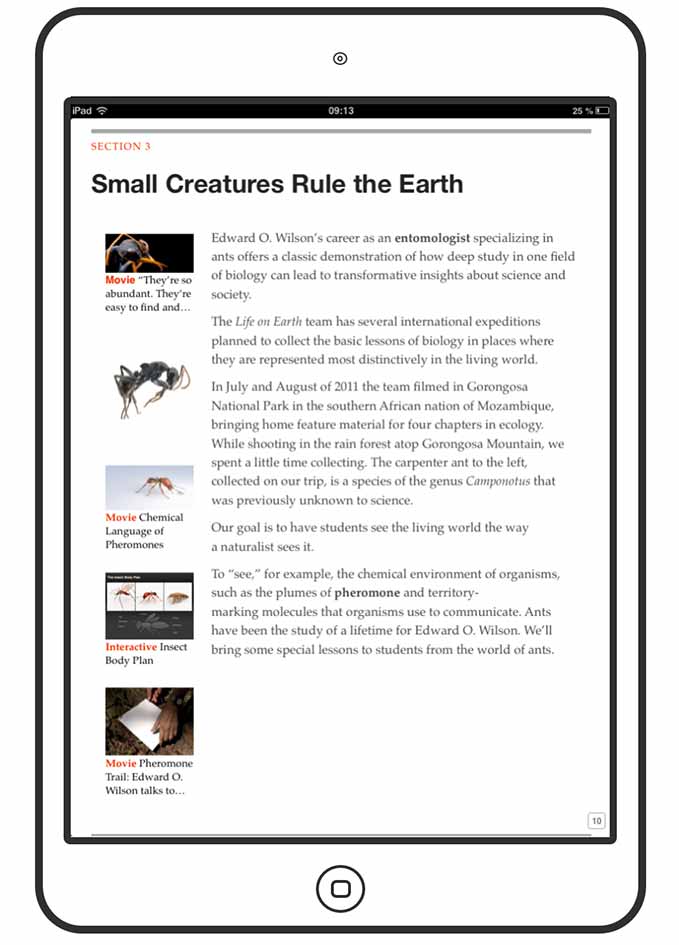 iPad 09:13 25 %
SECTION 3
Small Creatures Rule the Earth
Movie “They’re so
abundant. They’re
easy to find and…
Movie Chemical
Language of
Pheromones
The Insect Body Plan
Interactive Insect
Body Plan
Movie Pheromone
Trail: Edward O.
Wilson talks to…
Edward O. Wilson’s career as an entomologist specializing in
ants offers a classic demonstration of how deep study in one field
of biology can lead to transformative insights about science and
society.
The Life on Earth team has several international expeditions
planned to collect the basic lessons of biology in places where
they are represented most distinctively in the living world.
In July and August of 2011 the team filmed in Gorongosa
National Park in the southern African nation of Mozambique,
bringing home feature material for four chapters in ecology.
While shooting in the rain forest atop Gorongosa Mountain, we
spent a little time collecting. The carpenter ant to the left,
collected on our trip, is a species of the genus Camponotus that
was previously unknown to science.
Our goal is to have students see the living world the way
a naturalist sees it.
To “see,” for example, the chemical environment of organisms,
such as the plumes of pheromone and territory-
marking molecules that organisms use to communicate. Ants
have been the study of a lifetime for Edward O. Wilson. We’ll
bring some special lessons to students from the world of ants.
10